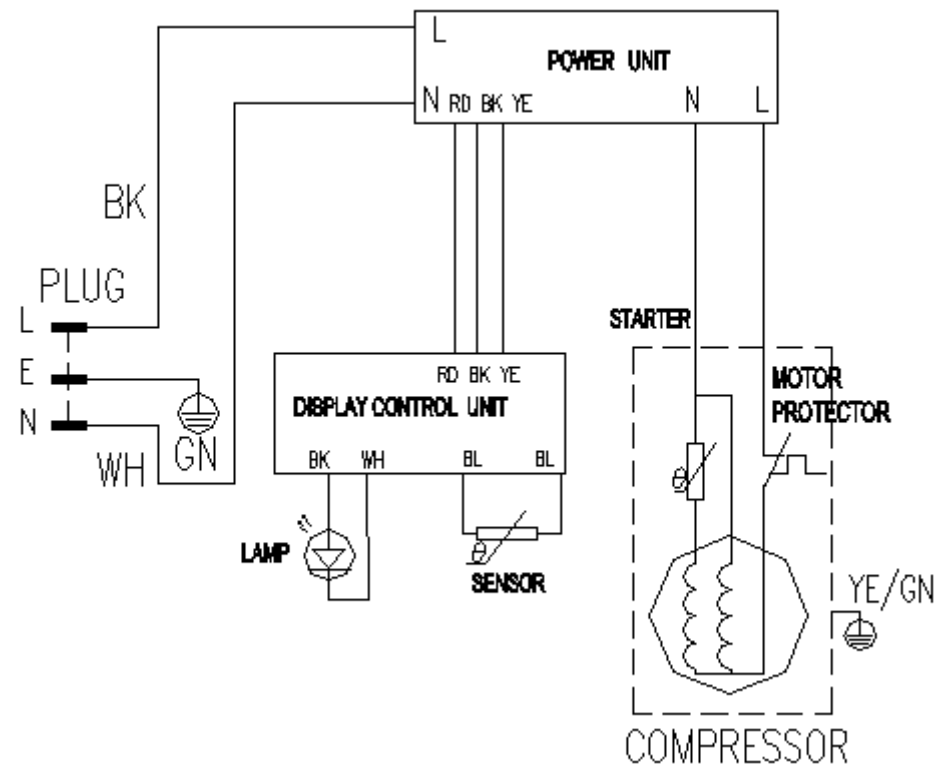 L
POWER UNIT
N RD BK YE N L
BK
PLUG
L
STARTER
E
RD BK YE
MOTOR
PROTECTOR
DISPLAY CONTROL UNIT
N
GN
WH
BK WH BL BL
θ
LAMP
θ
SENSOR
YE/GN
COMPRESSOR